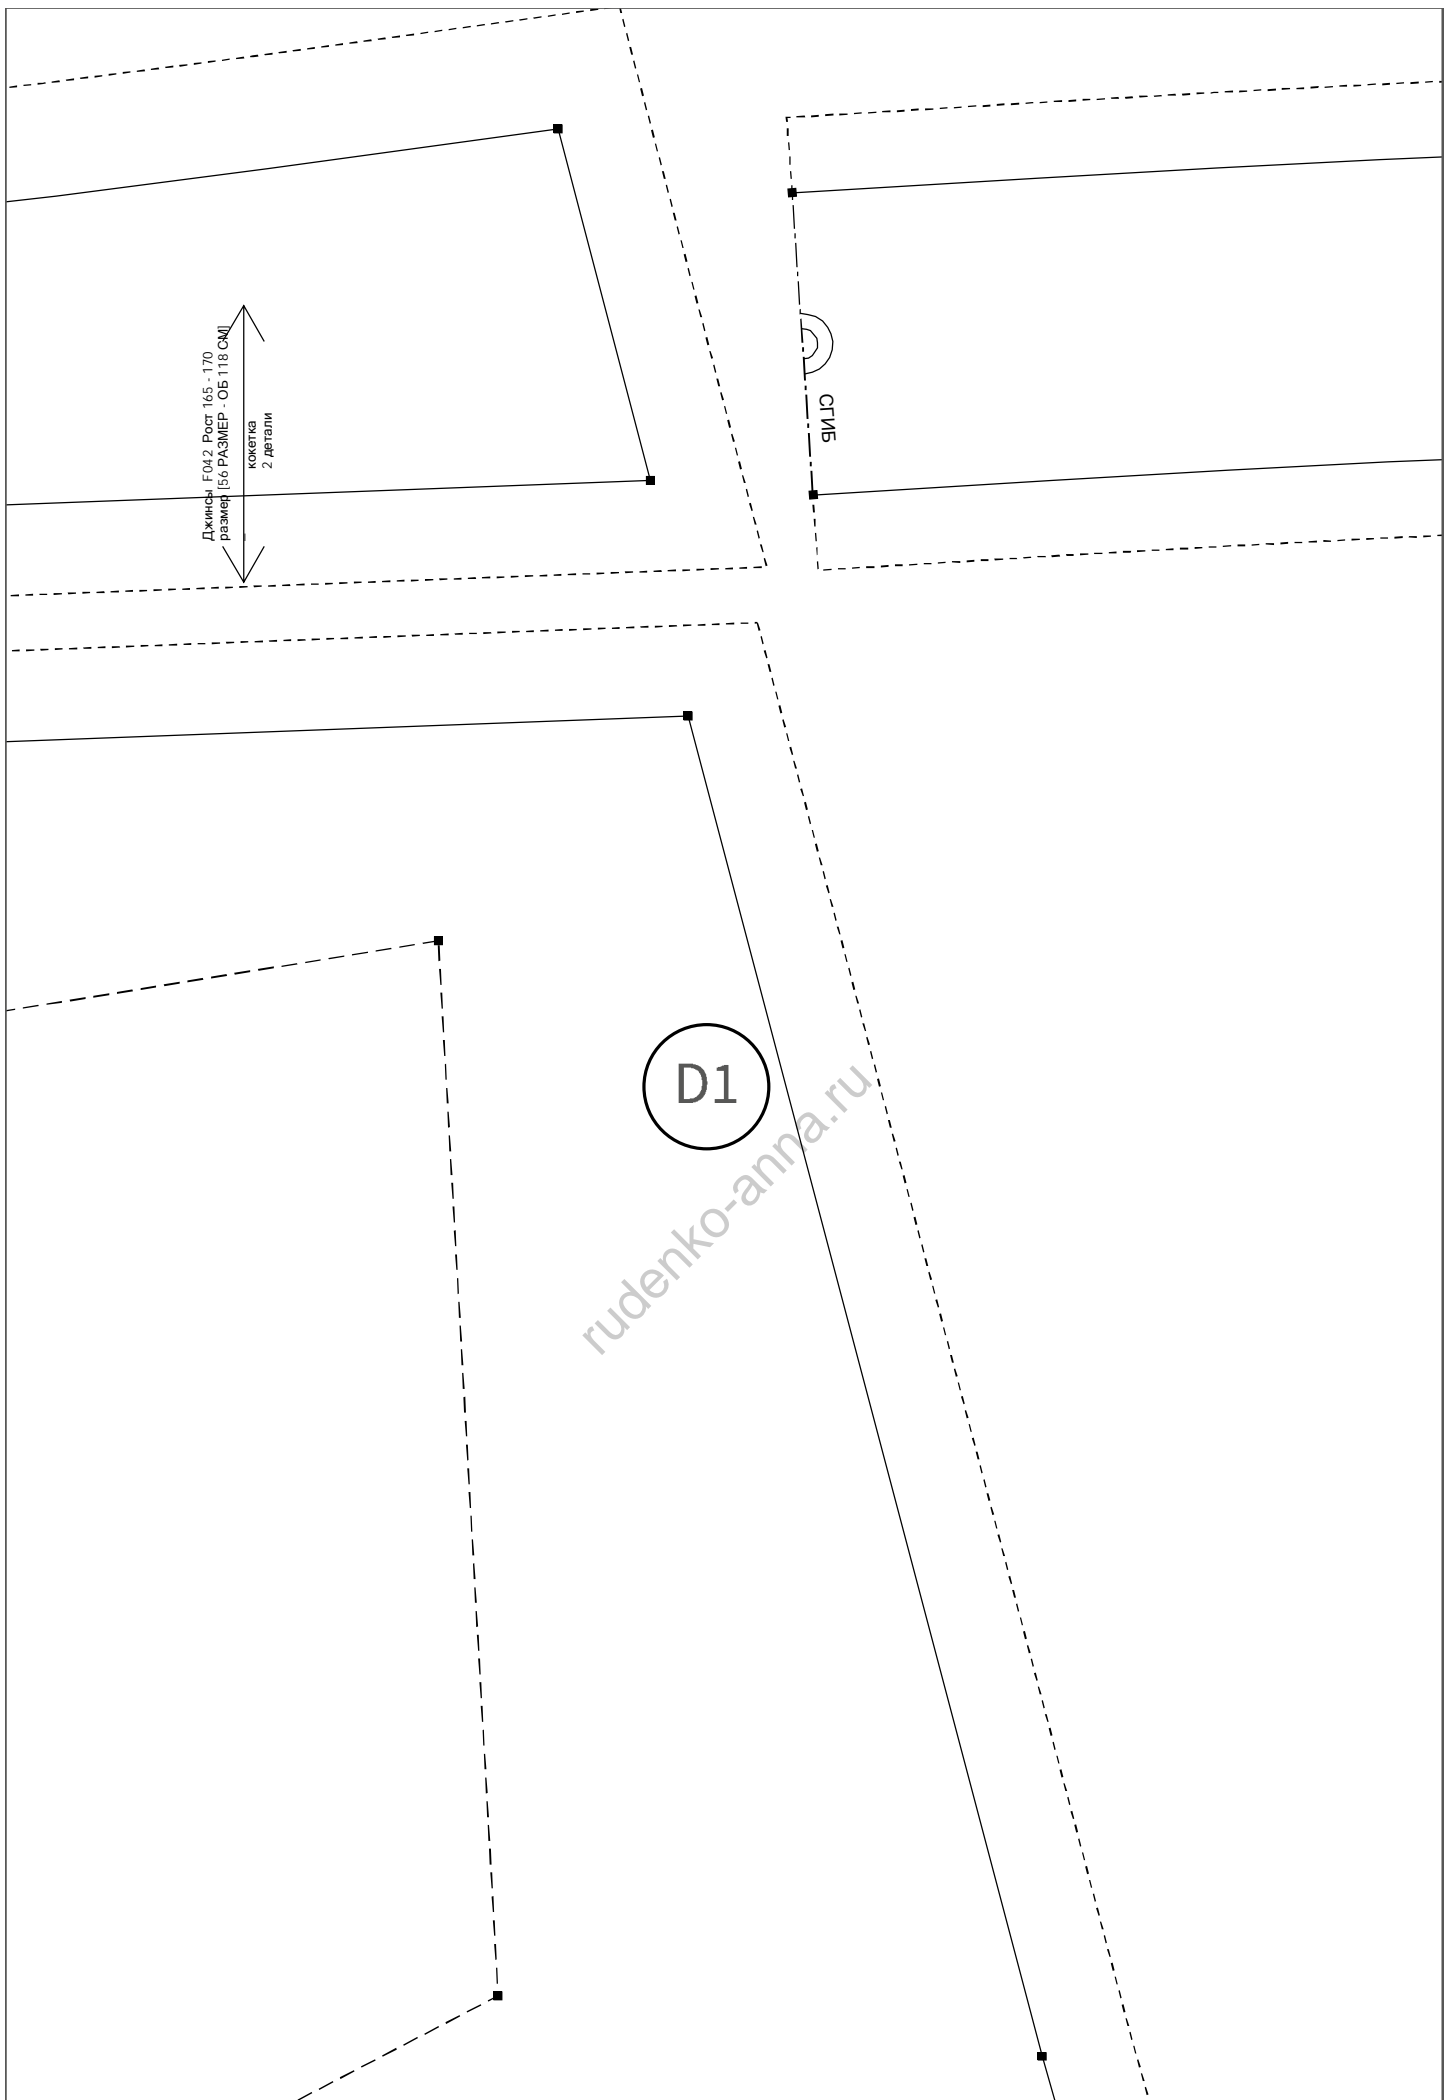 Джинсы F042 Рост 165 - 170
размер [56 РАЗМЕР - ОБ 118 СМ]
кокетка
2 детали
СГИБ
D1
rudenko-anna.ru